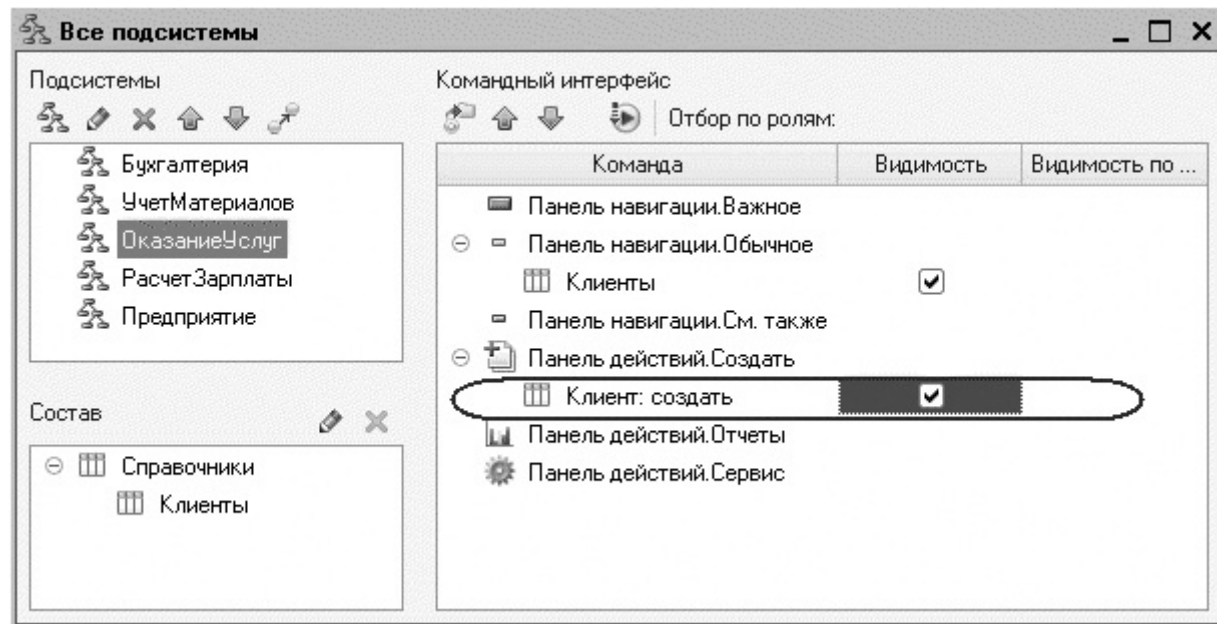 Все подсистемы
Подсистемы
Бухгалтерия
УчетМатериалов
ОказаниеУслуг
РасчетЗарплаты
Предприятие
Состав
Справочники
Клиенты
Командный интерфейс
Отбор по ролям:
Команда Видимость Видимость по ...
Панель навигации.Важное
Панель навигации.Обычное
Клиенты
Панель навигации.См. также
Панель действий.Создать
Клиент: создать
Панель действий.Отчеты
Панель действий.Сервис